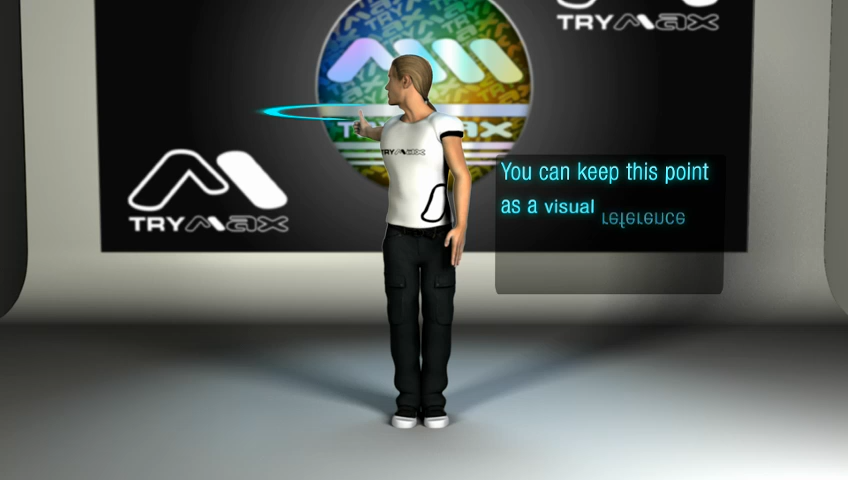 TRYMAX
TRYMAX
TRYMAX
TRYMAX
You can keep this point
as a visual
reference